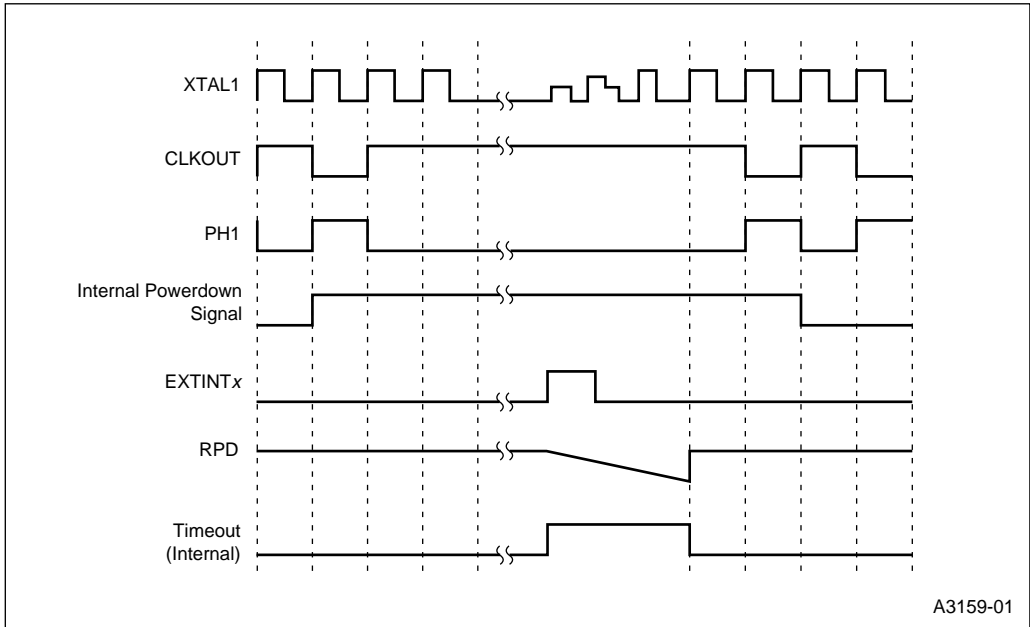 XTAL1
CLKOUT
PH1
Internal Powerdown
Signal
EXTINTx
RPD
Timeout
(Internal)
A3159-01